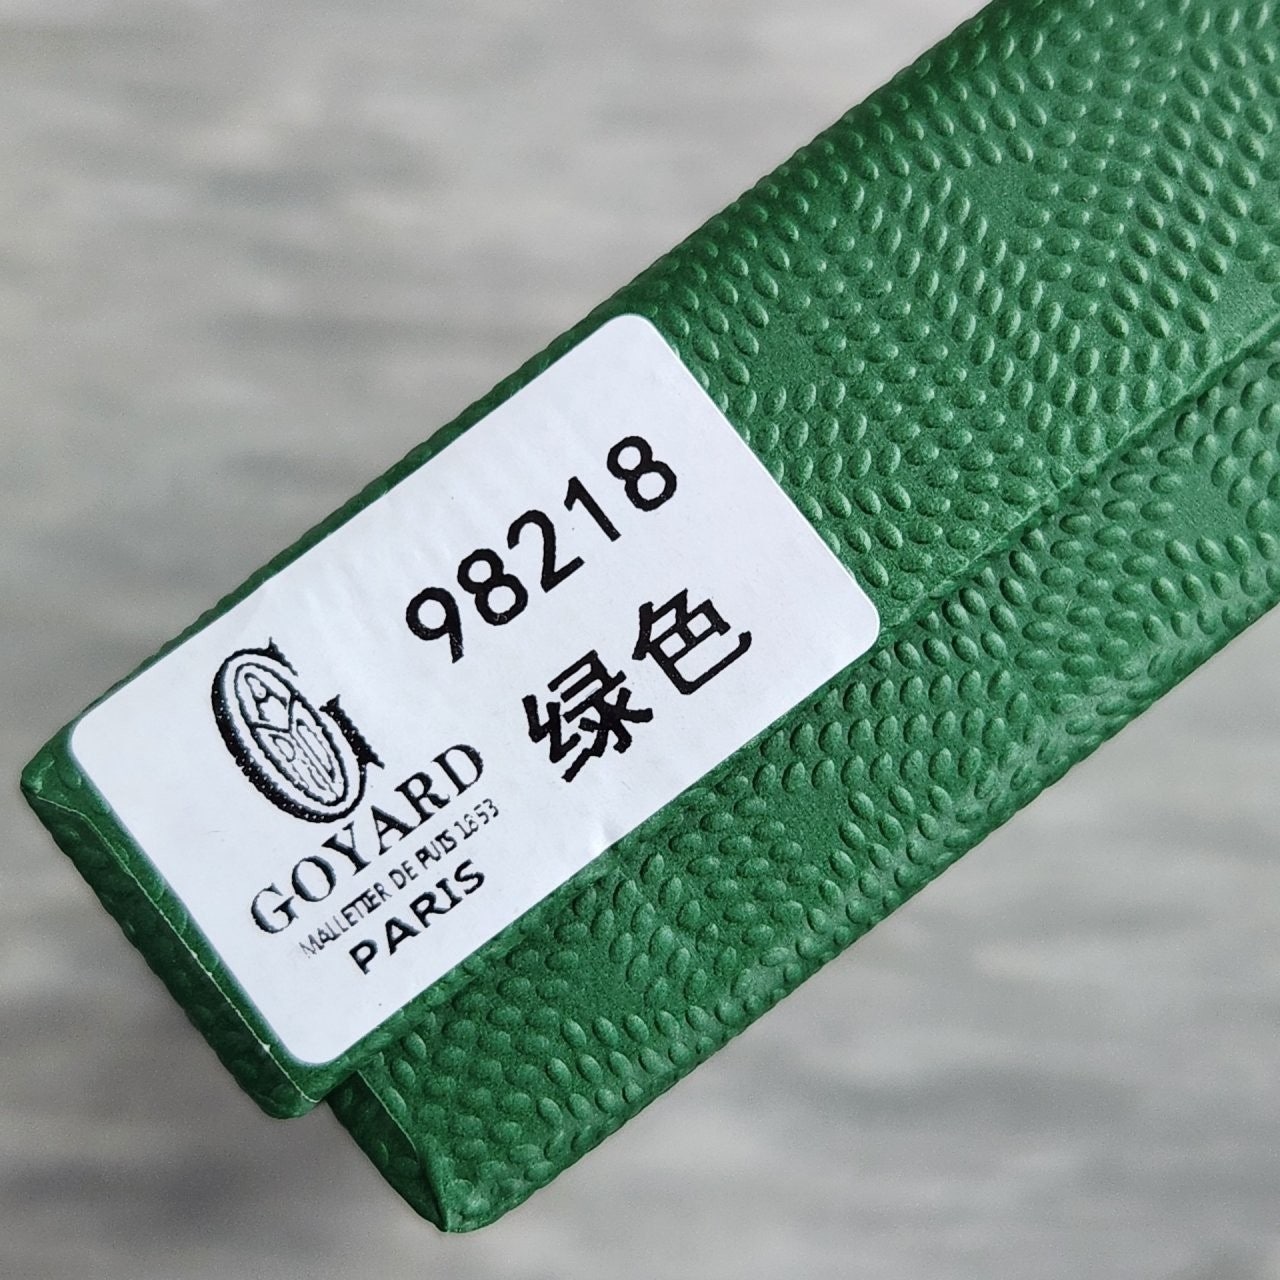 98218
绿色
GOYARD
MALLETIER DE PUIS 1853
PARIS